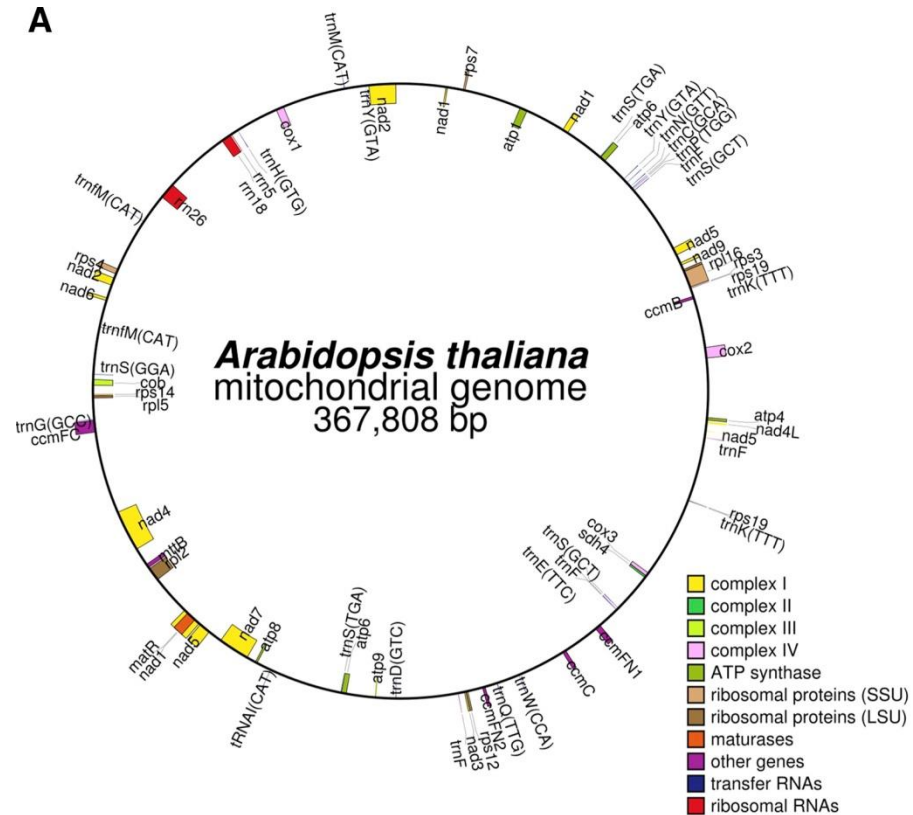 A
trnM(CAT)
rps7
nad2
trnY(GTA)
nad1
atp1
nad1
trnS(TGA)
atp6
trnY(GTA)
trnN(GTT)
trnC(GCA)
trnP(TGG)
trnF
trnS(GCT)
cox1
trnH(GTG)
rrn5
rrn18
rrn26
trnfM(CAT)
rps4
nad2
nad6
trnfM(CAT)
trnS(GGA)
cob
rps14
rpl5
trnG(GCC)
ccmFC
nad5
nad9
rpl16
rps3
rps19
trnK(TTT)
ccmB
cox2
atp4
nad4L
nad5
trnF
rps19
trnK(TTT)
Arabidopsis thaliana
mitochondrial genome
367,808 bp
nad4
mttB
rpl2
matR
nad1
nad5
nad7
atp8
tRNAI(CAT)
trnS(TGA)
atp6
atp9
trnD(GTC)
cox3
sdh4
trnS(GCT)
trnF
trnE(TTC)
ccmFN1
ccmC
trnW(CCA)
trnQ(TTG)
ccmFN2
rps12
nad3
trnF
complex I
complex II
complex III
complex IV
ATP synthase
ribosomal proteins (SSU)
ribosomal proteins (LSU)
maturases
other genes
transfer RNAs
ribosomal RNAs